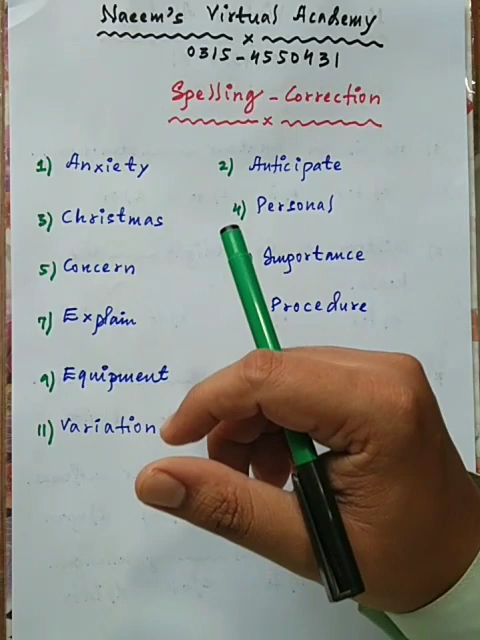 Naeem's Virtual Academy
x
0315-4550431
Spelling-Correction
x
1) Anxiety 2) Anticipate
3) Christmas 4) Personal
5) Concern Importance
7) Explain Procedure
9) Equipment
11) Variation